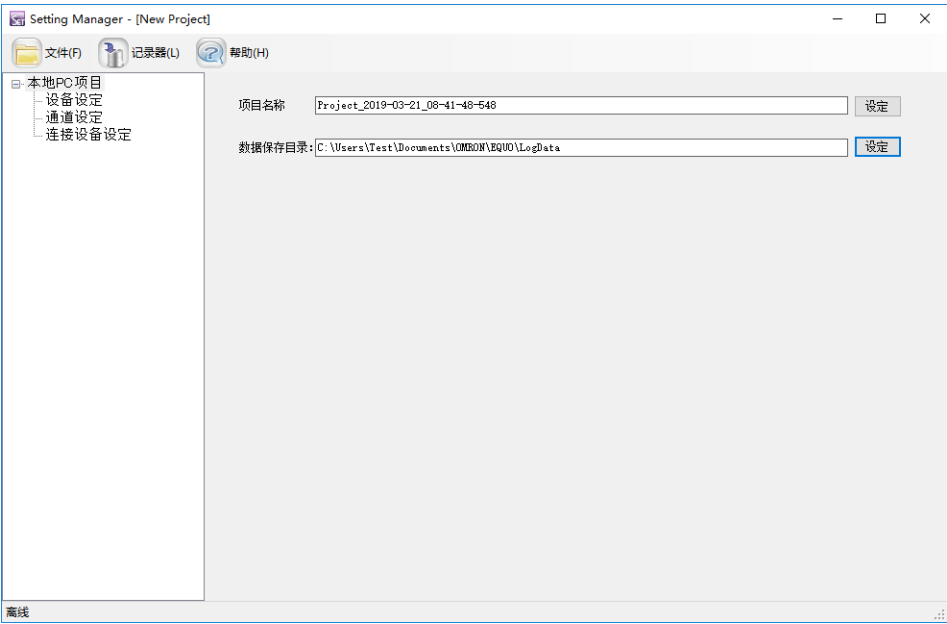 Setting Manager - [New Project]
文件(F) 记录器(L) 帮助(H)
本地PC项目
设备设定
通道设定
连接设备设定
项目名称 Project_2019-03-21_08-41-48-548 设定
数据保存目录: C:\Users\Test\Documents\OMRON\EQUO\LogData 设定
离线